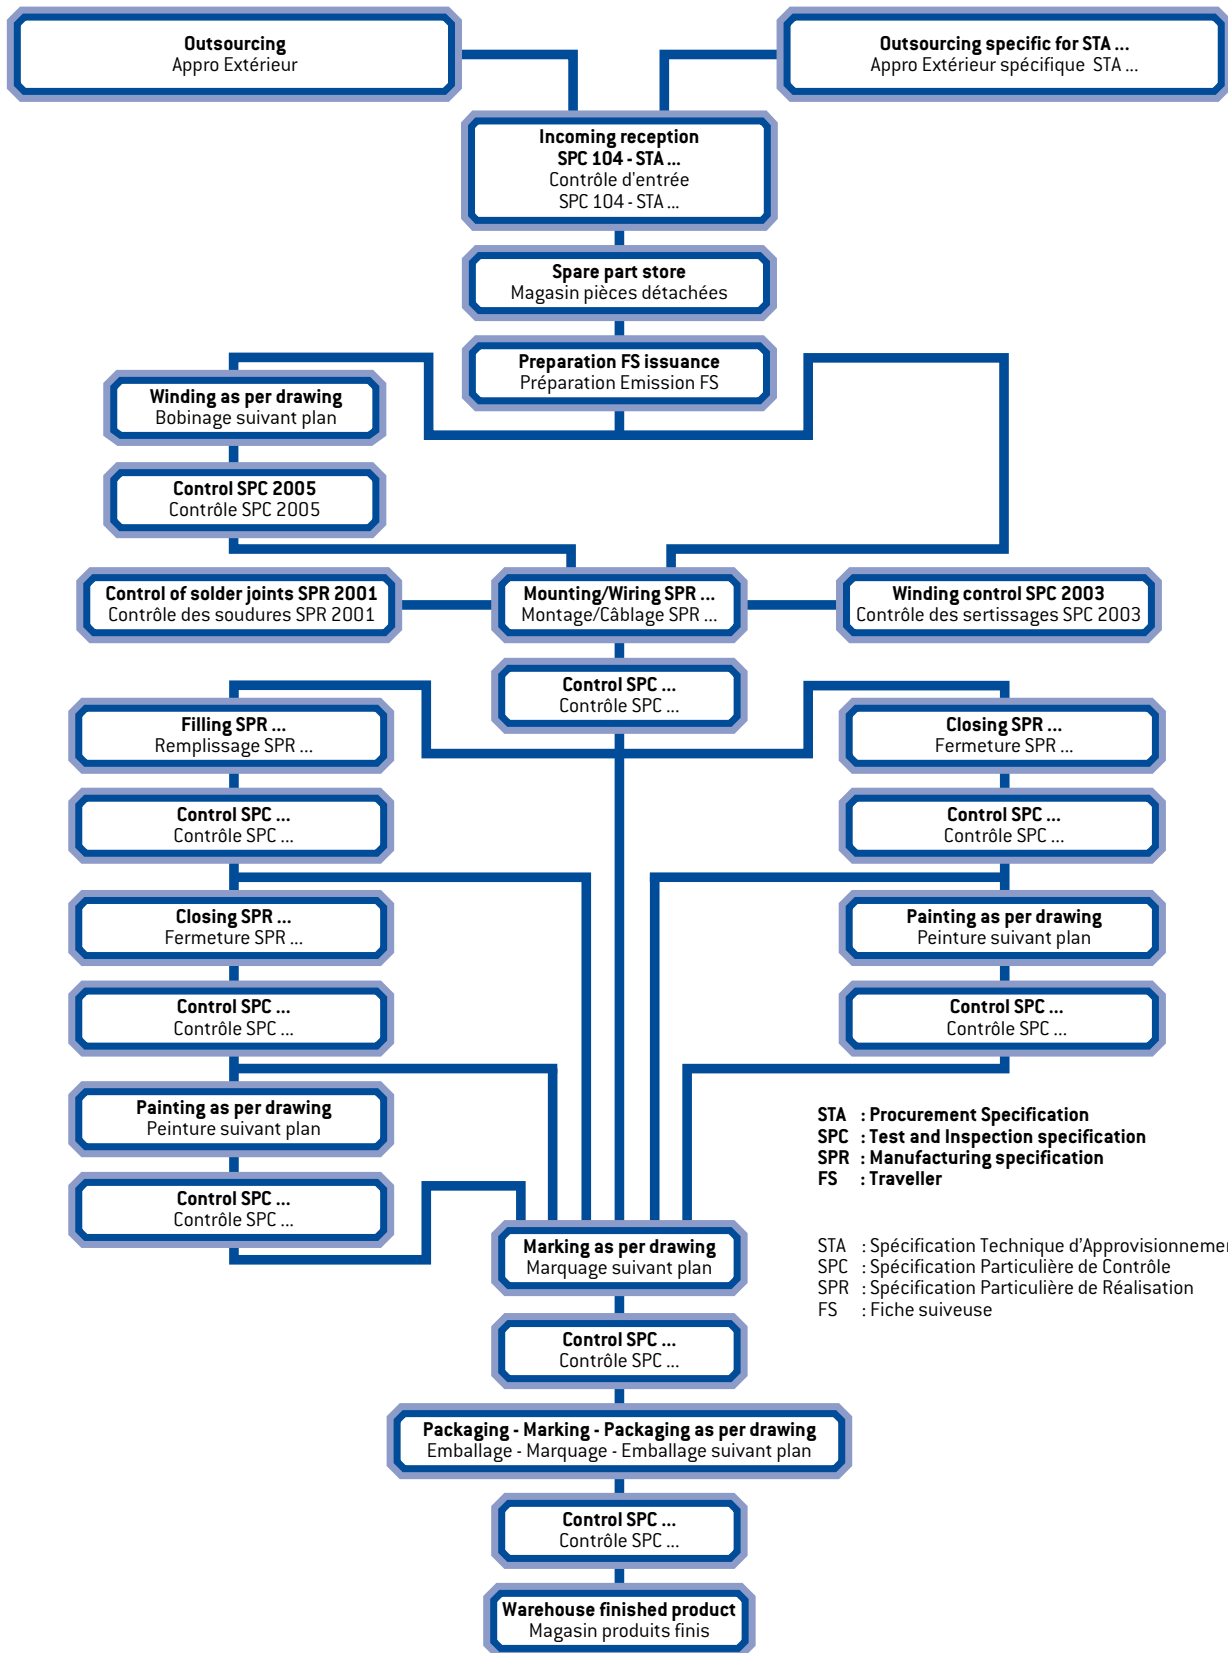 Outsourcing
Appro Extérieur
Outsourcing specific for STA ...
Appro Extérieur spécifique STA ...
Incoming reception
SPC 104 - STA ...
Contrôle d'entrée
SPC 104 - STA ...
Spare part store
Magasin pièces détachées
Preparation FS issuance
Préparation Emission FS
Winding as per drawing
Bobinage suivant plan
Control SPC 2005
Contrôle SPC 2005
Control of solder joints SPR 2001
Contrôle des soudures SPR 2001
Mounting/Wiring SPR ...
Montage/Câblage SPR ...
Winding control SPC 2003
Contrôle des sertissages SPC 2003
Control SPC ...
Contrôle SPC ...
Filling SPR ...
Remplissage SPR ...
Closing SPR ...
Fermeture SPR ...
Control SPC ...
Contrôle SPC ...
Control SPC ...
Contrôle SPC ...
Closing SPR ...
Fermeture SPR ...
Painting as per drawing
Peinture suivant plan
Control SPC ...
Contrôle SPC ...
Control SPC ...
Contrôle SPC ...
Painting as per drawing
Peinture suivant plan
Control SPC ...
Contrôle SPC ...
STA : Procurement Specification
SPC : Test and Inspection specification
SPR : Manufacturing specification
FS : Traveller
STA : Spécification Technique d'Approvisionnemer
SPC : Spécification Particulière de Contrôle
SPR : Spécification Particulière de Réalisation
FS : Fiche suiveuse
Marking as per drawing
Marquage suivant plan
Control SPC ...
Contrôle SPC ...
Packaging - Marking - Packaging as per drawing
Emballage - Marquage - Emballage suivant plan
Control SPC ...
Contrôle SPC ...
Warehouse finished product
Magasin produits finis